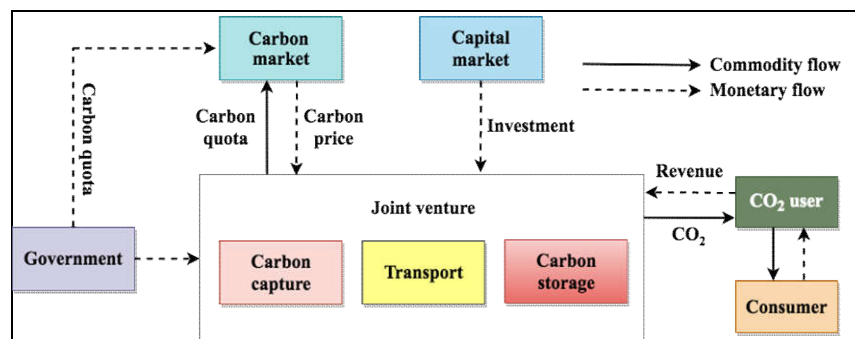 Carbon
market
Capital
market
Commodity flow
Monetary flow
Carbon quota
Carbon
quota
Carbon
price
Investment
Revenue
Joint venture
CO₂ user
CO₂
Government
Carbon
capture
Transport
Carbon
storage
Consumer